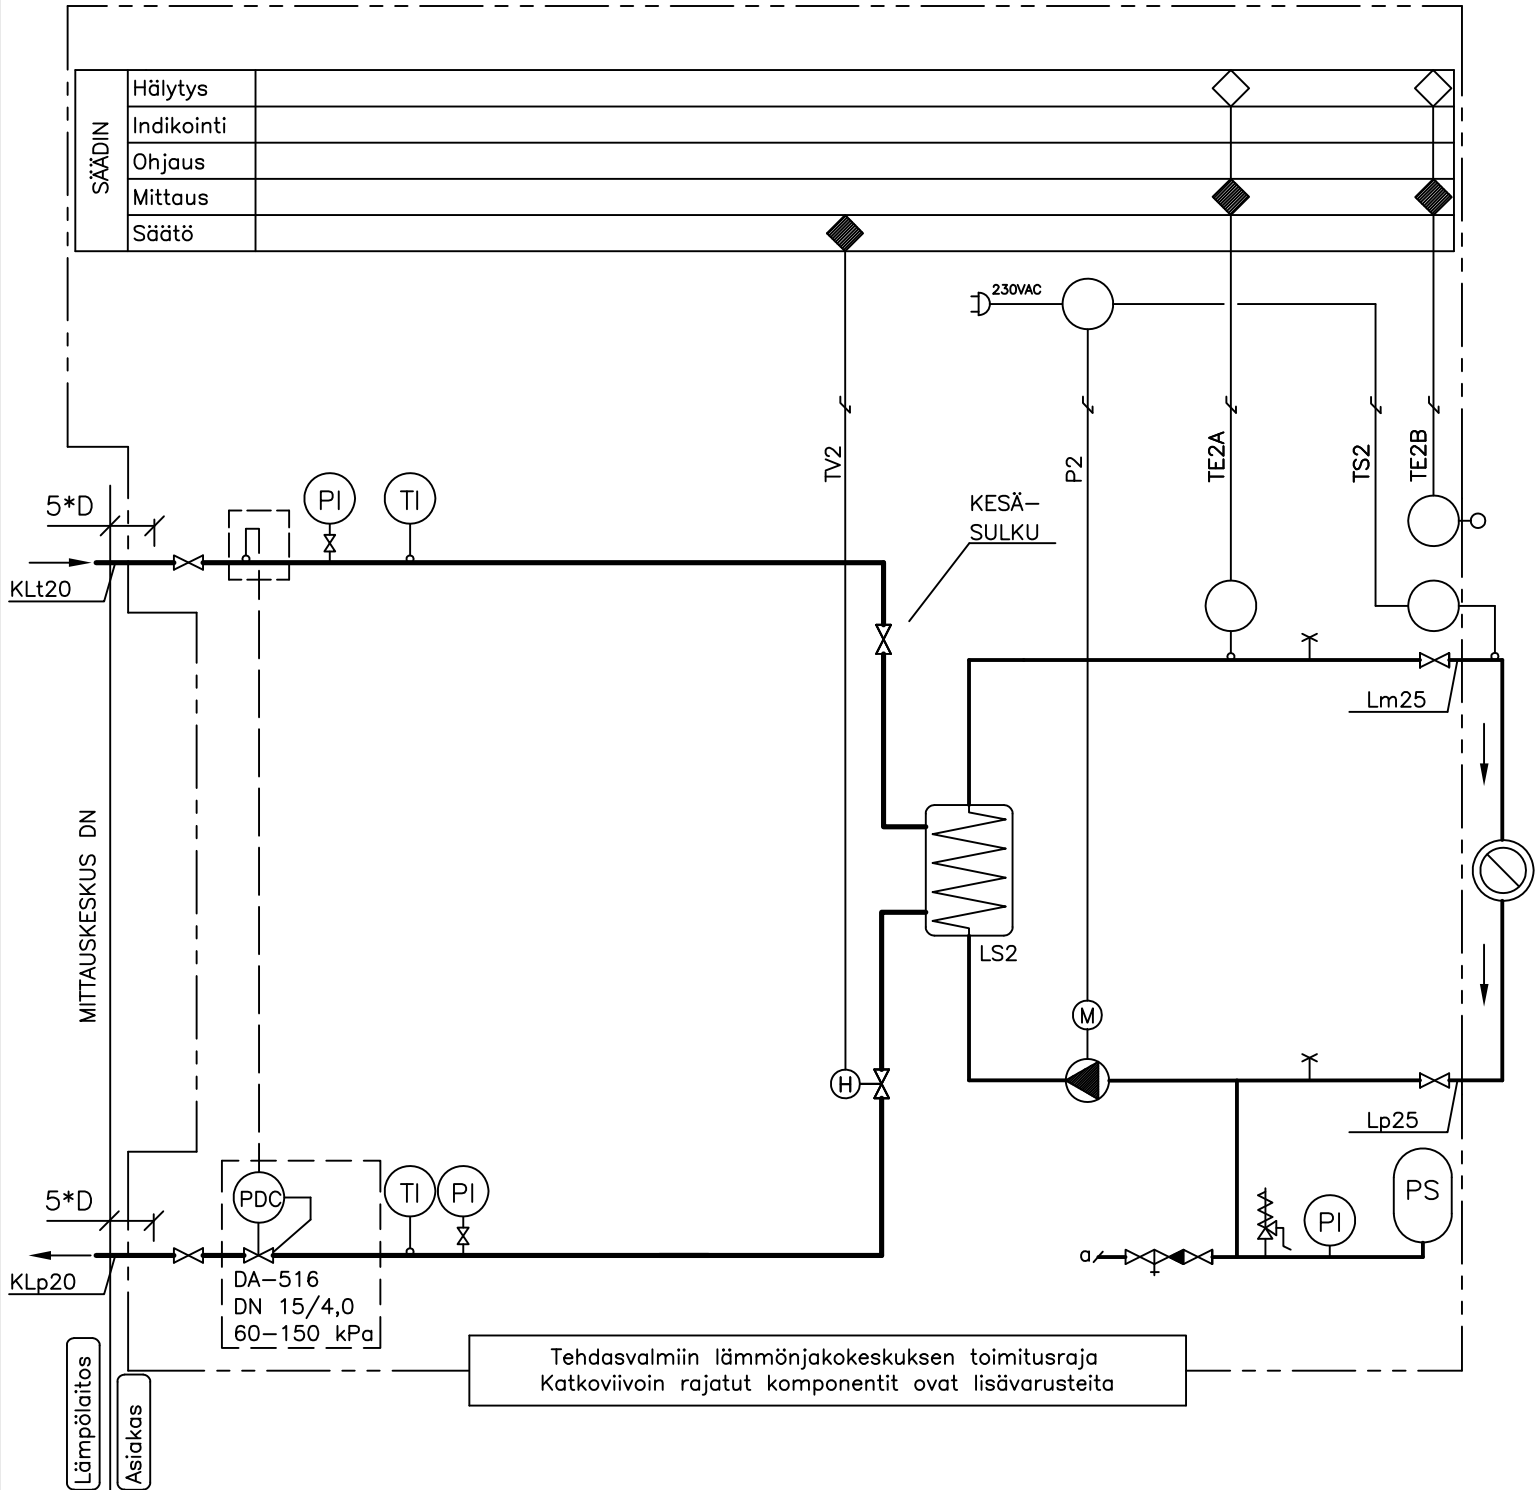 SÄÄDIN
Hälytys
Indikointi
Ohjaus
Mittaus
Säätö
230VAC
TV2
P2
TE2A
TS2
TE2B
5*D
PI
TI
KESÄ-
SULKU
KLt20
Lm25
MITTAUSKESKUS DN
LS2
M
H
Lp25
5*D
PDC
TI
PI
PI
PS
a
KLp20
DA-516
DN 15/4,0
60-150 kPa
Tehdasvalmiin lämmönjakokeskuksen toimitusraja
Katkoviivoin rajatut komponentit ovat lisävarusteita
Lämpölaitos
Asiakas